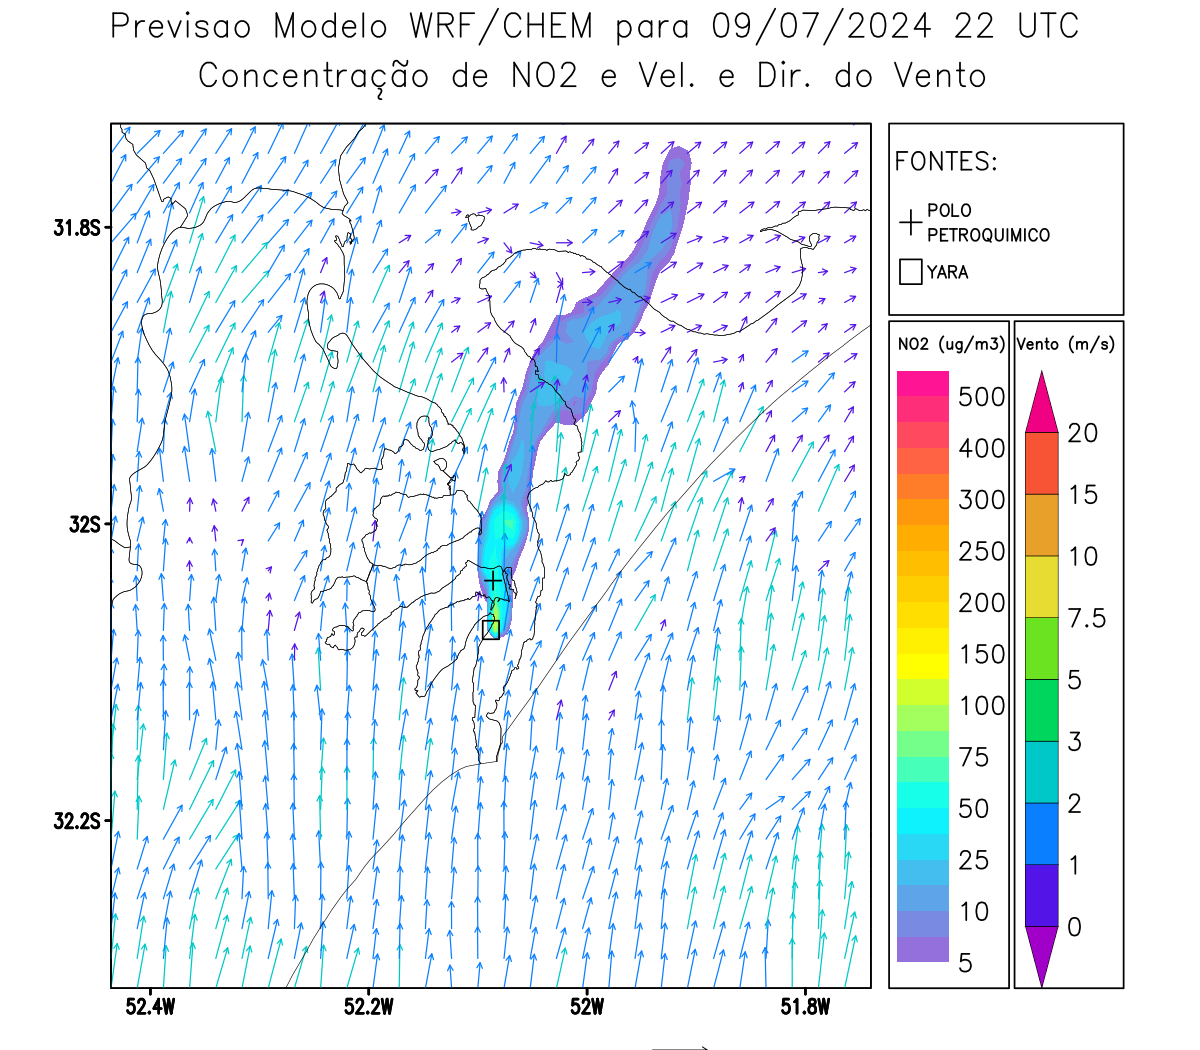 Previsao Modelo WRF/CHEM para 09/07/2024 22 UTC
Concentração de NO2 e Vel. e Dir. do Vento
FONTES:
POLO
PETROQUIMICO
YARA
NO2 (ug/m3)
500
400
300
250
200
150
100
75
50
25
10
5
Vento (m/s)
20
15
10
7.5
5
3
2
1
0
31.8S
32S
32.2S
52.4W
52.2W
52W
51.8W